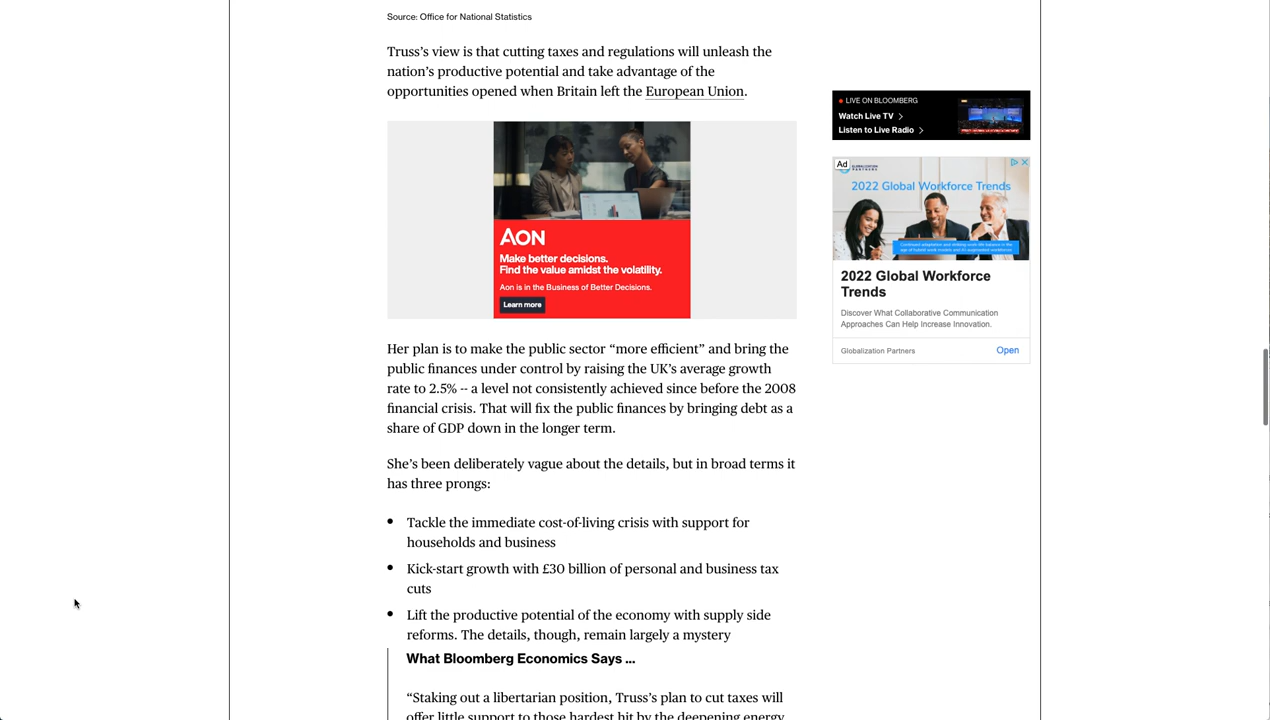 Source: Office for National Statistics
Truss’s view is that cutting taxes and regulations will unleash the
nation’s productive potential and take advantage of the
opportunities opened when Britain left the European Union.
AON
Make better decisions.
Find the value amidst the volatility.
Aon is in the Business of Better Decisions.
Learn more
Her plan is to make the public sector “more efficient” and bring the
public finances under control by raising the UK’s average growth
rate to 2.5% -- a level not consistently achieved since before the 2008
financial crisis. That will fix the public finances by bringing debt as a
share of GDP down in the longer term.
She’s been deliberately vague about the details, but in broad terms it
has three prongs:
Tackle the immediate cost-of-living crisis with support for
households and business
Kick-start growth with £30 billion of personal and business tax
cuts
Lift the productive potential of the economy with supply side
reforms. The details, though, remain largely a mystery
What Bloomberg Economics Says ...
“Staking out a libertarian position, Truss’s plan to cut taxes will
offer little support to those hardest hit by the deepening energy
LIVE ON BLOOMBERG
Watch Live TV
Listen to Live Radio
Ad
2022 Global Workforce Trends
2022 Global Workforce
Trends
Discover What Collaborative Communication
Approaches Can Help Increase Innovation.
Globalization Partners
Open